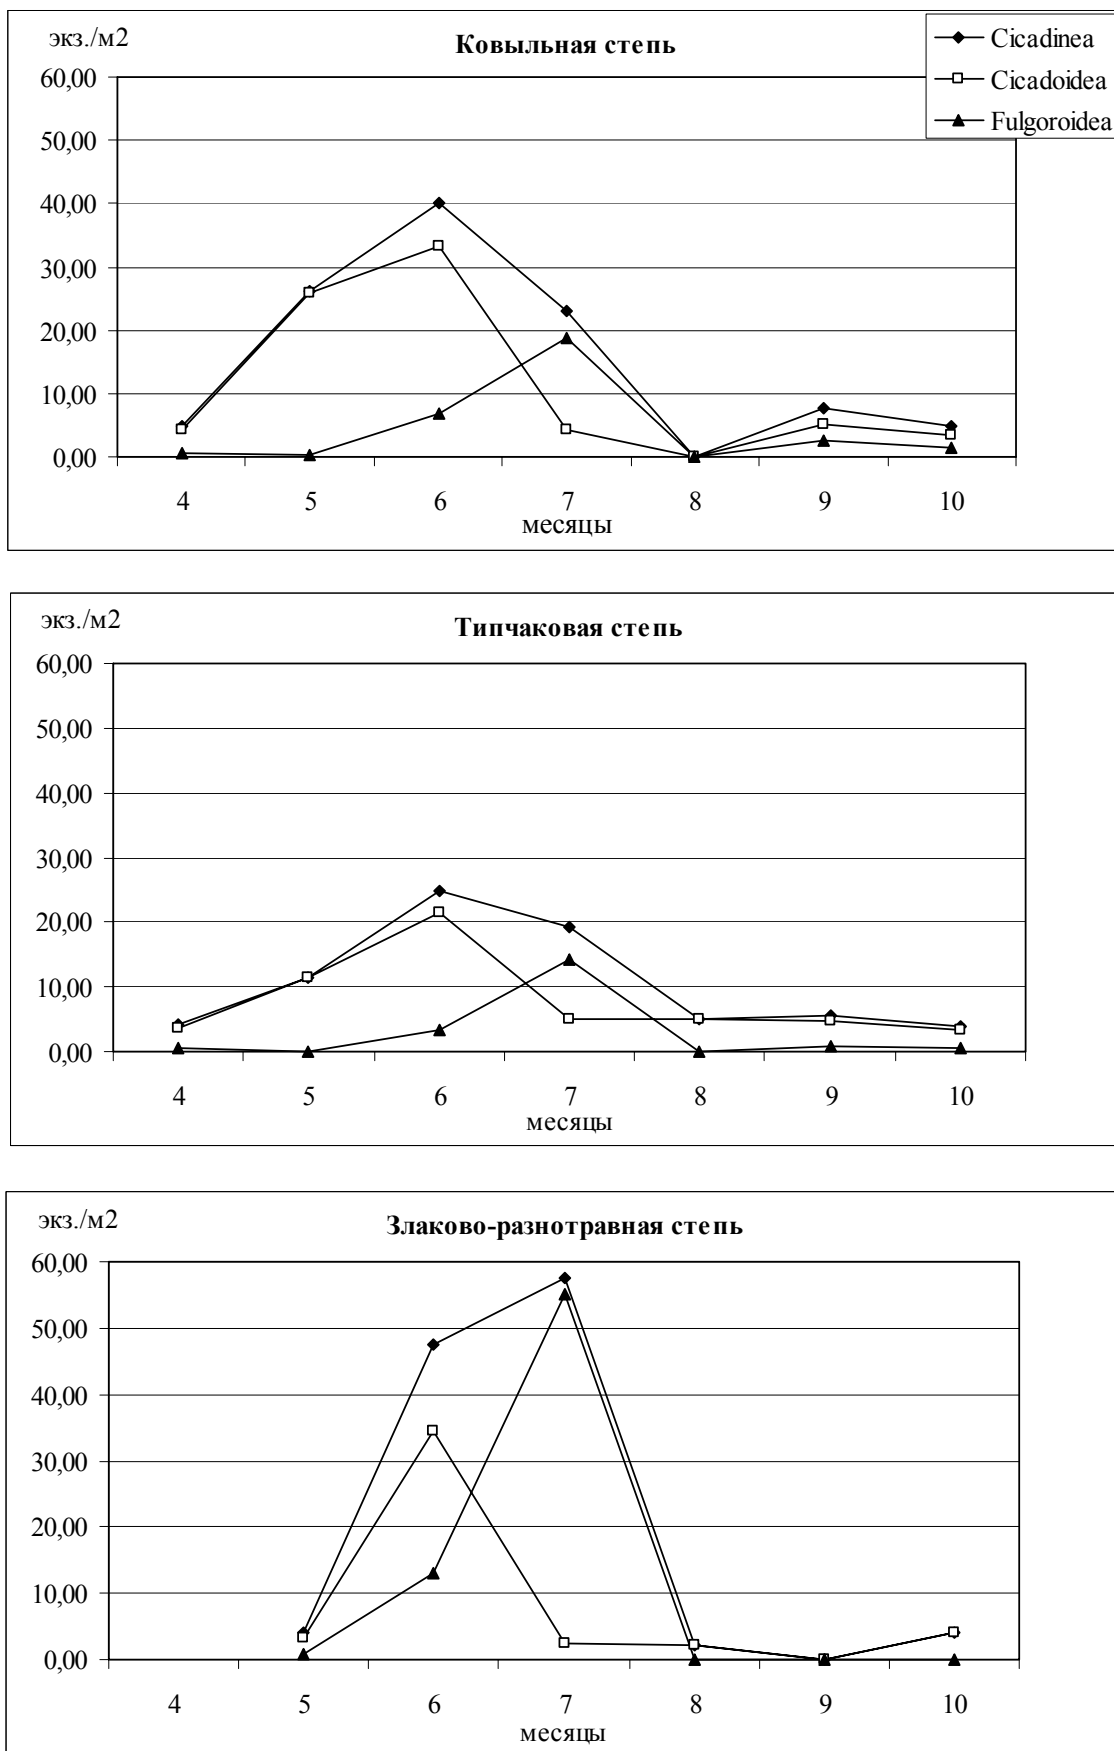 экз./м2
Ковыльная степь
Cicadinea
Cicadoidea
Fulgoroidea
60,00
50,00
40,00
30,00
20,00
10,00
0,00
4 5 6 7 8 9 10
месяцы
экз./м2
Типчаковая степь
60,00
50,00
40,00
30,00
20,00
10,00
0,00
4 5 6 7 8 9 10
месяцы
экз./м2
Злаково-разнотравная степь
60,00
50,00
40,00
30,00
20,00
10,00
0,00
4 5 6 7 8 9 10
месяцы